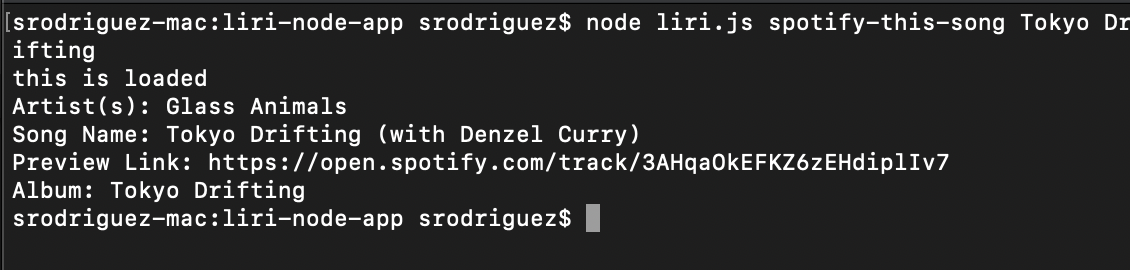 [srodriguez-mac:liri-node-app srodriguez$ node liri.js spotify-this-song Tokyo Dr
ifting
this is loaded
Artist(s): Glass Animals
Song Name: Tokyo Drifting (with Denzel Curry)
Preview Link: https://open.spotify.com/track/3AHqaOkEFKZ6zEHdiplIv7
Album: Tokyo Drifting
srodriguez-mac:liri-node-app srodriguez$